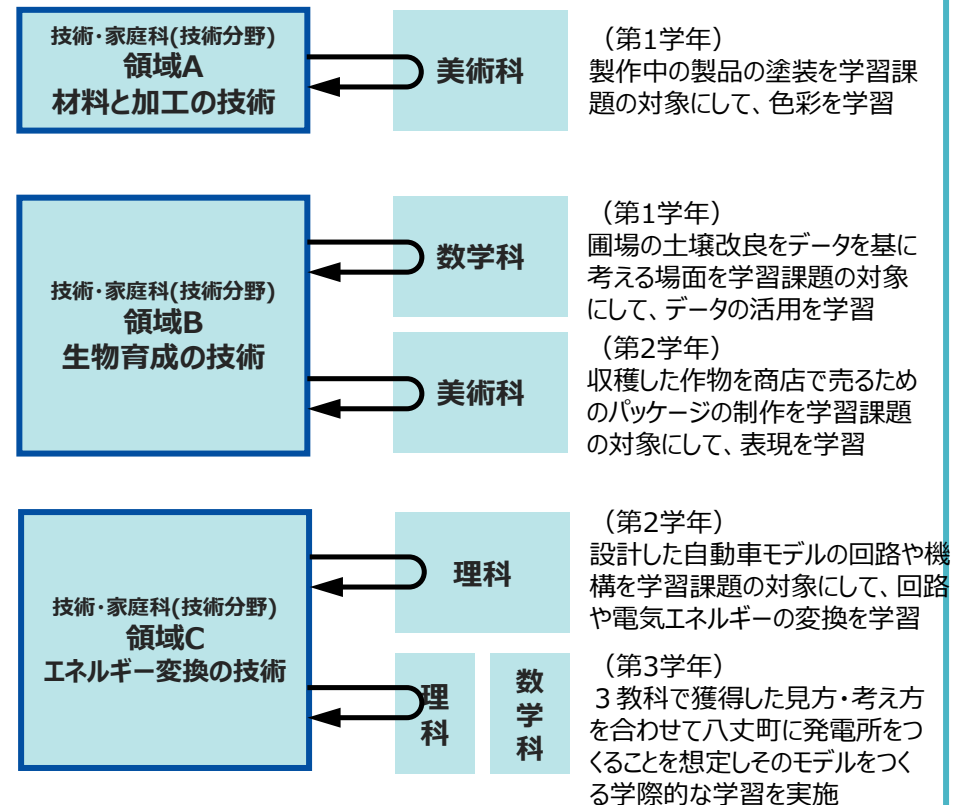 技術・家庭科(技術分野)
領域A
材料と加工の技術
美術科
（第1学年）
製作中の製品の塗装を学習課
題の対象にして、色彩を学習
技術・家庭科(技術分野)
領域B
生物育成の技術
数学科
（第1学年）
圃場の土壌改良をデータを基に
考える場面を学習課題の対象
にして、データの活用を学習
美術科
（第2学年）
収穫した作物を商店で売るため
のパッケージの制作を学習課題
の対象にして、表現を学習
技術・家庭科(技術分野)
領域C
エネルギー変換の技術
理科
（第2学年）
設計した自動車モデルの回路や機
構を学習課題の対象にして、回路
や電気エネルギーの変換を学習
理科
数学科
（第3学年）
３教科で獲得した見方・考え方
を合わせて八丈町に発電所をつ
くることを想定しそのモデルをつく
る学際的な学習を実施